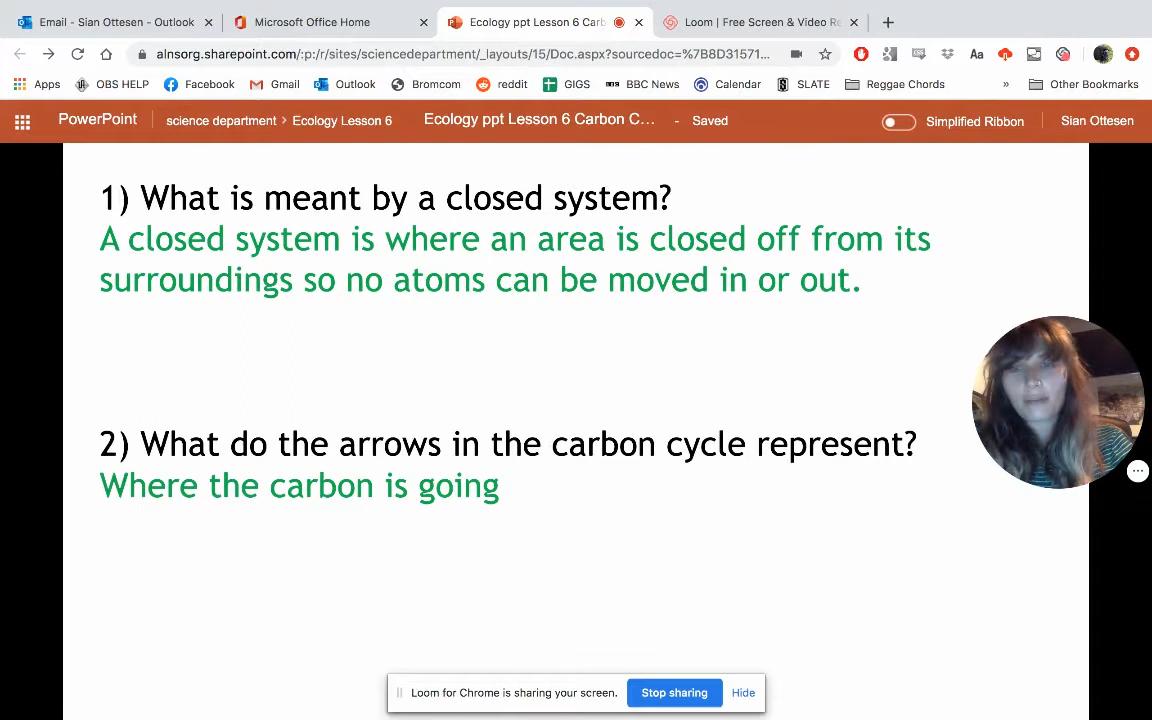 Email - Sian Ottesen - Outlook
Microsoft Office Home
Ecology ppt Lesson 6 Carb
Loom | Free Screen & Video Re
alnsorg.sharepoint.com/:p:/r/sites/sciencedepartment/_layouts/15/Doc.aspx?sourcedoc=%7B8D31571...
Aa
Apps
OBS HELP
Facebook
Gmail
Outlook
Bromcom
reddit
GIGS
BBC News
Calendar
SLATE
Reggae Chords
»
Other Bookmarks
PowerPoint
science department › Ecology Lesson 6
Ecology ppt Lesson 6 Carbon C... - Saved
Simplified Ribbon
Sian Ottesen
1) What is meant by a closed system?
A closed system is where an area is closed off from its
surroundings so no atoms can be moved in or out.
2) What do the arrows in the carbon cycle represent?
Where the carbon is going
Loom for Chrome is sharing your screen.
Stop sharing
Hide